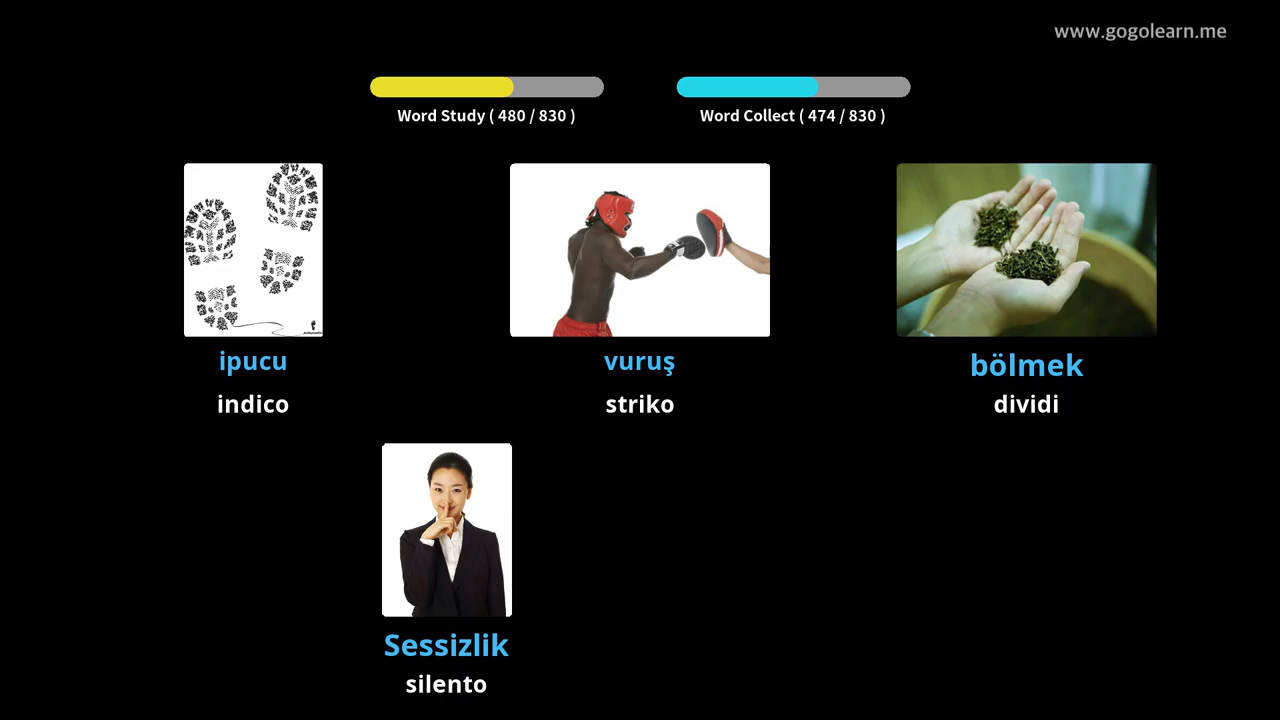 www.gogolearn.me
Word Study ( 480 / 830 )
Word Collect ( 474 / 830 )
ipucu
indico
vuruş
striko
bölmek
dividi
Sessizlik
silento